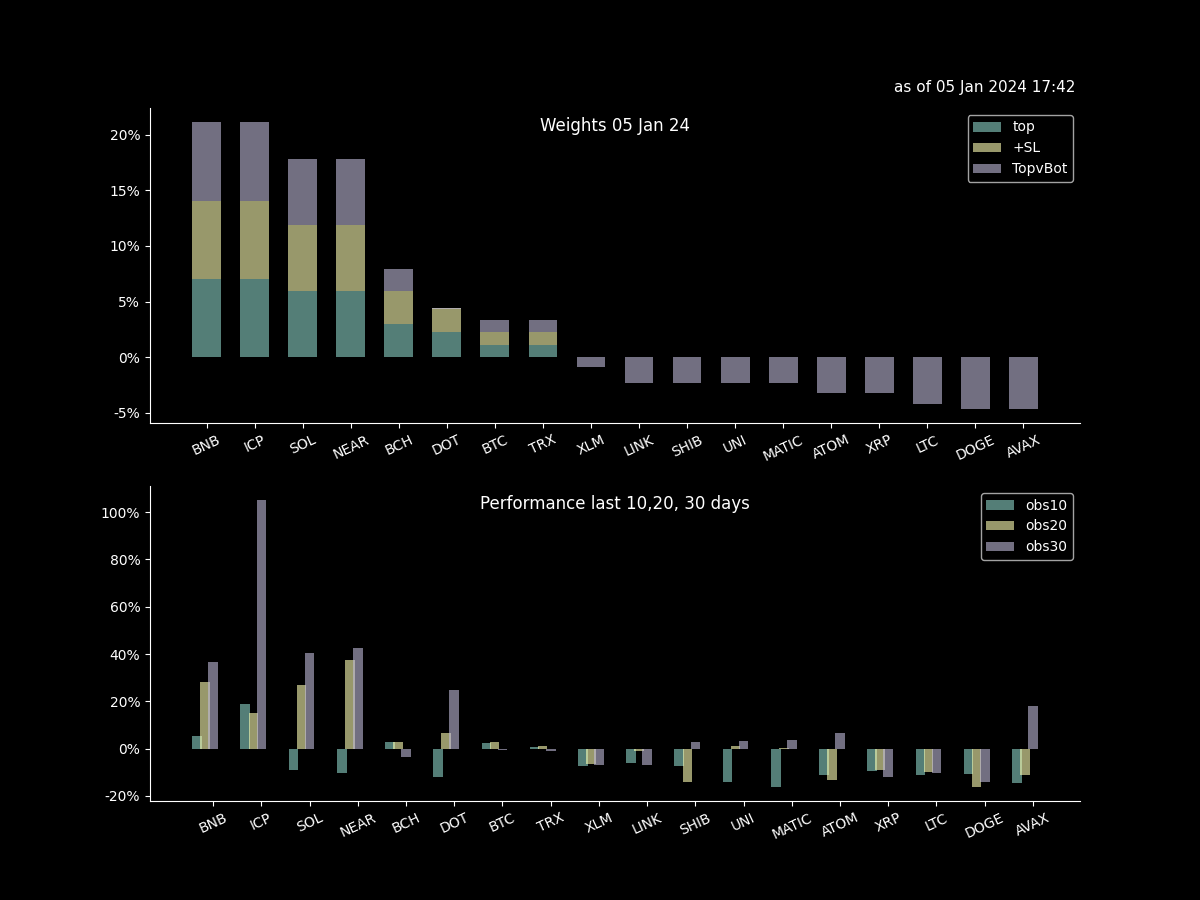 as of 05 Jan 2024 17:42
Weights 05 Jan 24
top
+SL
TopvBot
20%
15%
10%
5%
0%
-5%
BNB ICP SOL NEAR BCH DOT BTC TRX XLM LINK SHIB UNI MATIC ATOM XRP LTC DOGE AVAX
Performance last 10,20, 30 days
obs10
obs20
obs30
100%
80%
60%
40%
20%
0%
-20%
BNB ICP SOL NEAR BCH DOT BTC TRX XLM LINK SHIB UNI MATIC ATOM XRP LTC DOGE AVAX